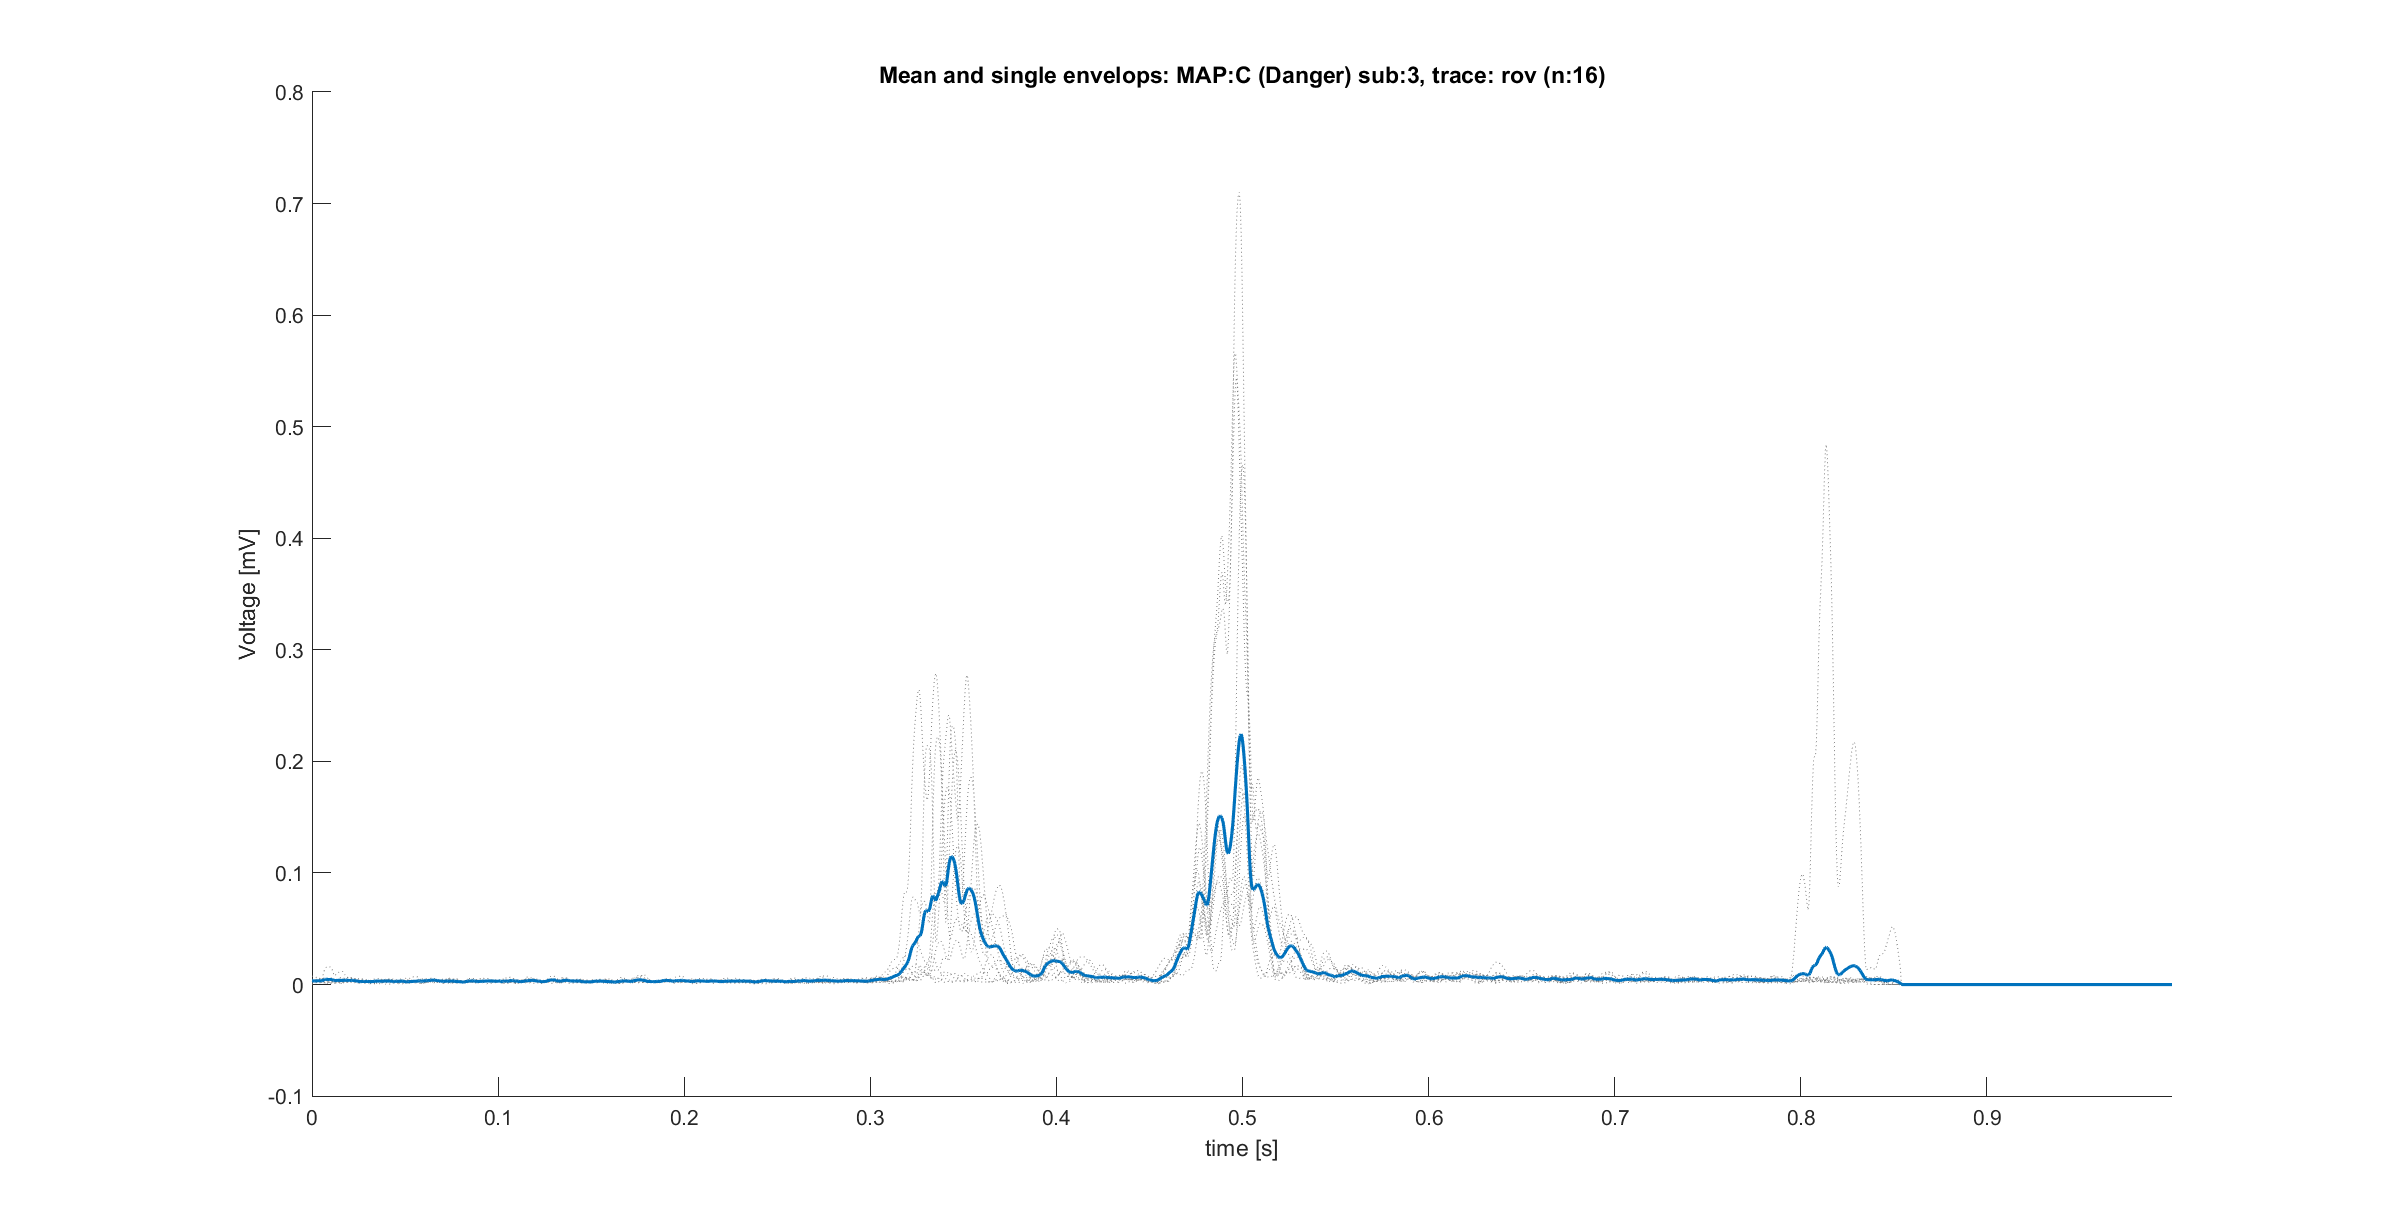 Mean and single envelops: MAP:C (Danger) sub:3, trace: rov (n:16)
0.8
0.7
0.6
0.5
0.4
0.3
0.2
0.1
0
-0.1
Voltage [mV]
0 0.1 0.2 0.3 0.4 0.5 0.6 0.7 0.8 0.9
time [s]